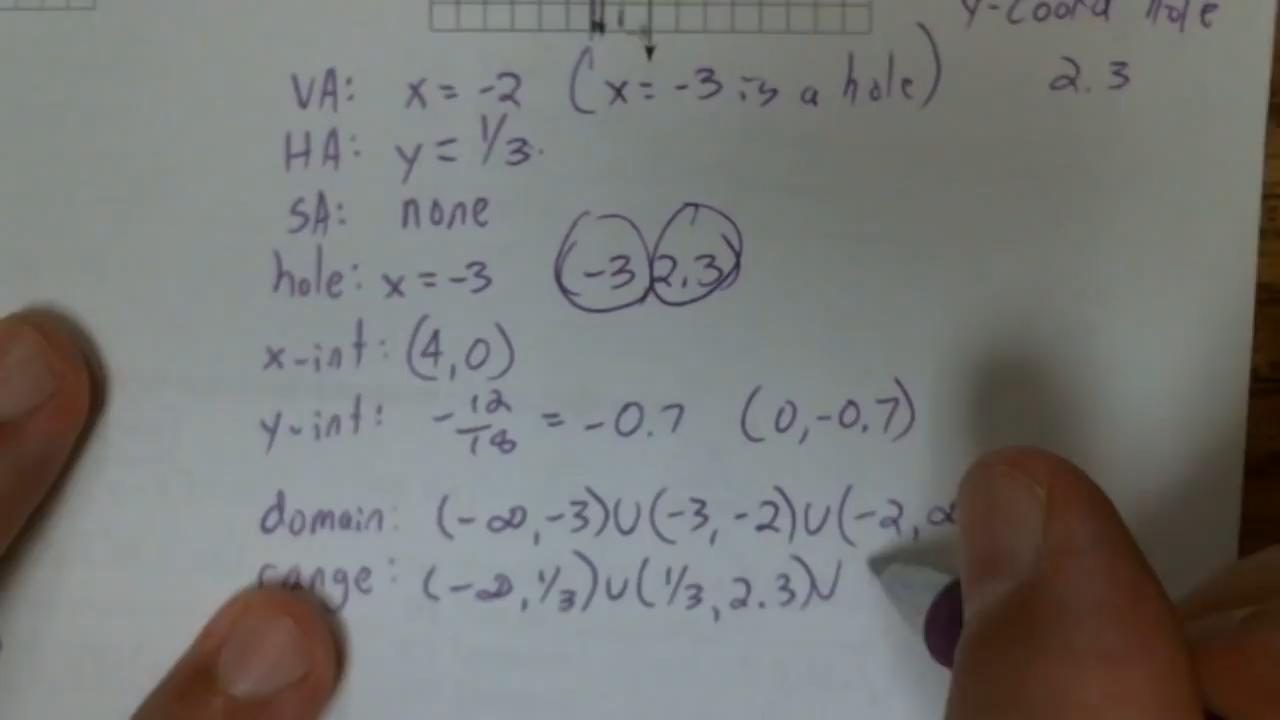 y-coord hole
2.3
VA: x = -2 (x = -3 is a hole)
HA: y = 1/3.
SA: none
hole: x = -3 (-3, 2.3)
x-int: (4,0)
y-int: -12/18 = -0.7 (0,-0.7)
domain: (-∞,-3)∪(-3,-2)∪(-2,∞
range: (-∞,1/3)∪(1/3,2.3)∪